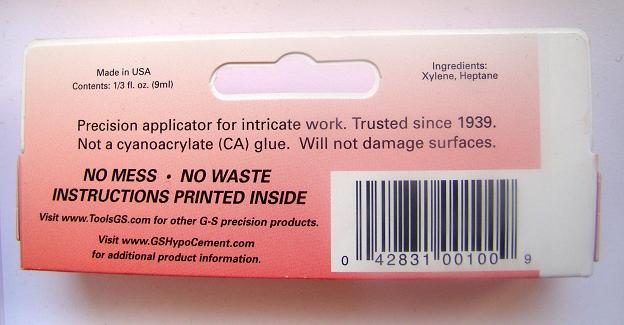 Made in USA
Contents: 1/3 fl. oz. (9ml)
Ingredients:
Xylene, Heptane
Precision applicator for intricate work. Trusted since 1939.
Not a cyanoacrylate (CA) glue. Will not damage surfaces.
NO MESS • NO WASTE
INSTRUCTIONS PRINTED INSIDE
Visit www.ToolsGS.com for other G-S precision products.
Visit www.GSHypoCement.com
for additional product information.
0 42831 00100 9